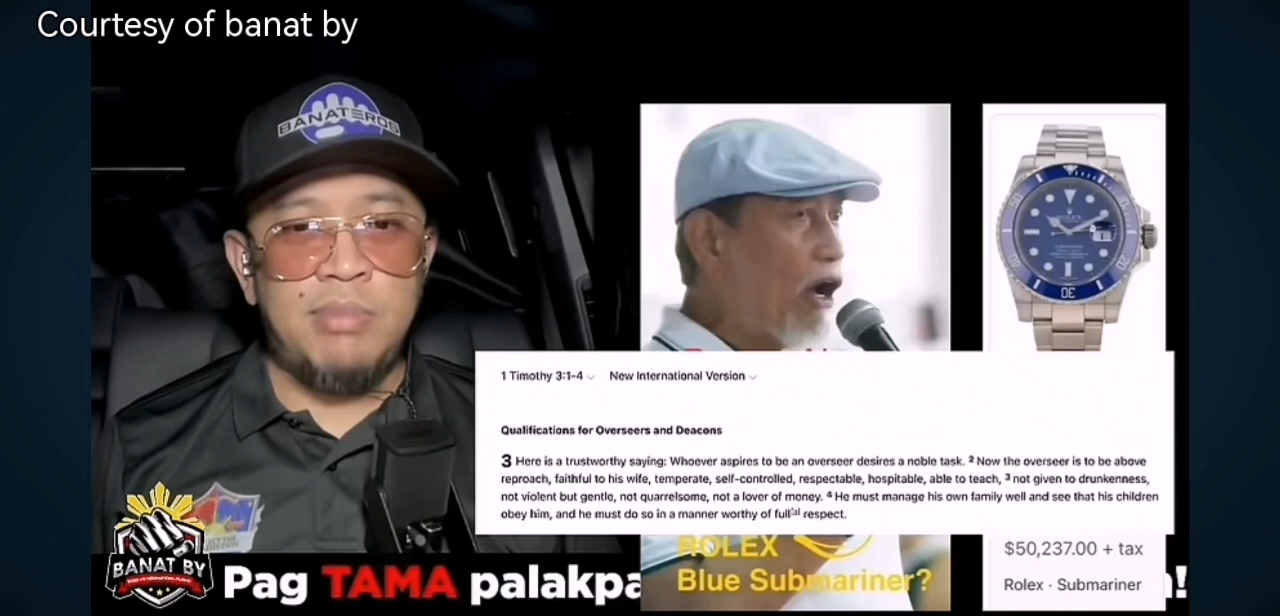 Courtesy of banat by
BANATEROS
ROLEX
SUBMARINER
1 Timothy 3:1-4 New International Version
Qualifications for Overseers and Deacons
3 Here is a trustworthy saying: Whoever aspires to be an overseer desires a noble task. 2 Now the overseer is to be above
reproach, faithful to his wife, temperate, self-controlled, respectable, hospitable, able to teach, 3 not given to drunkenness,
not violent but gentle, not quarrelsome, not a lover of money. 4 He must manage his own family well and see that his children
obey him, and he must do so in a manner worthy of full[a] respect.
ROLEX
Blue Submariner?
$50,237.00 + tax
Rolex · Submariner
BANAT BY
Pag TAMA palakpa
!